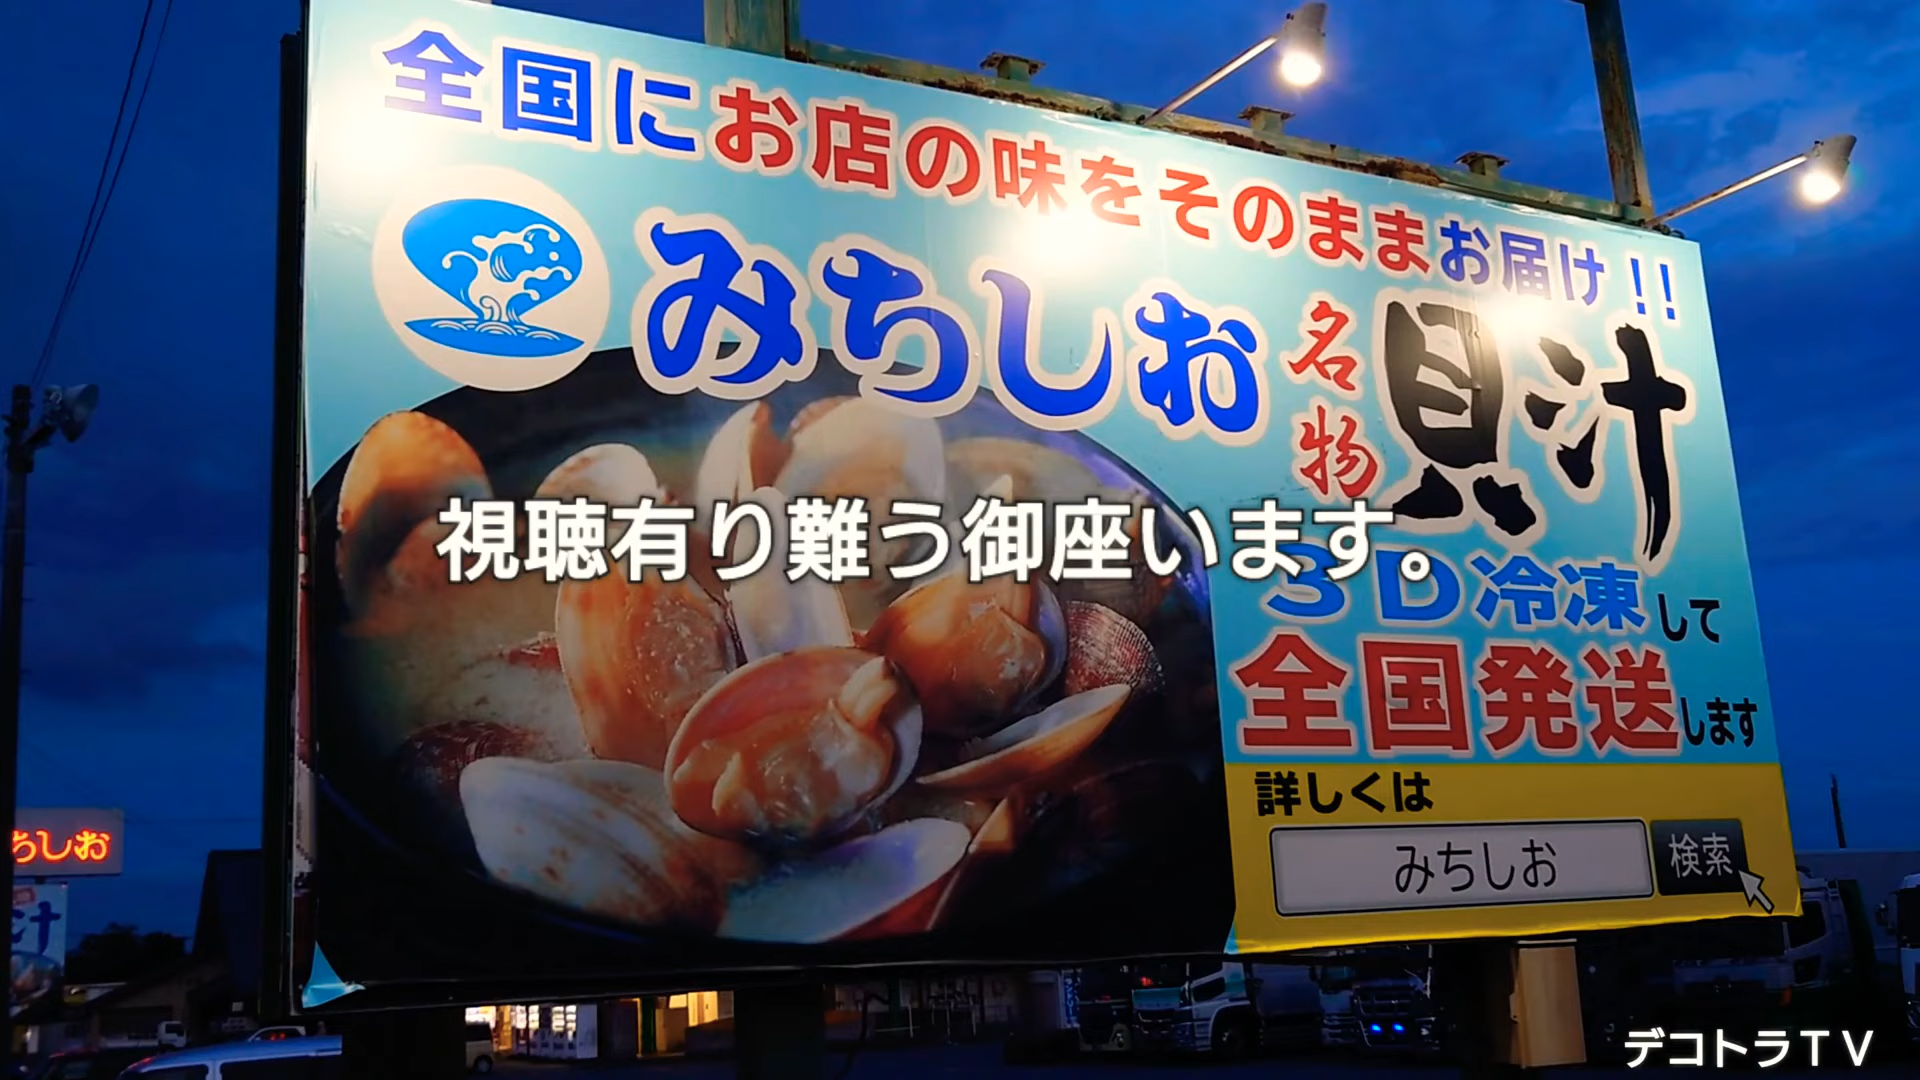 全国にお店の味をそのままお届け!!
みちしお
名物
貝汁
視聴有り難う御座います。
3D冷凍して
全国発送します
詳しくは
みちしお 検索
ちしお
汁
デコトラTV